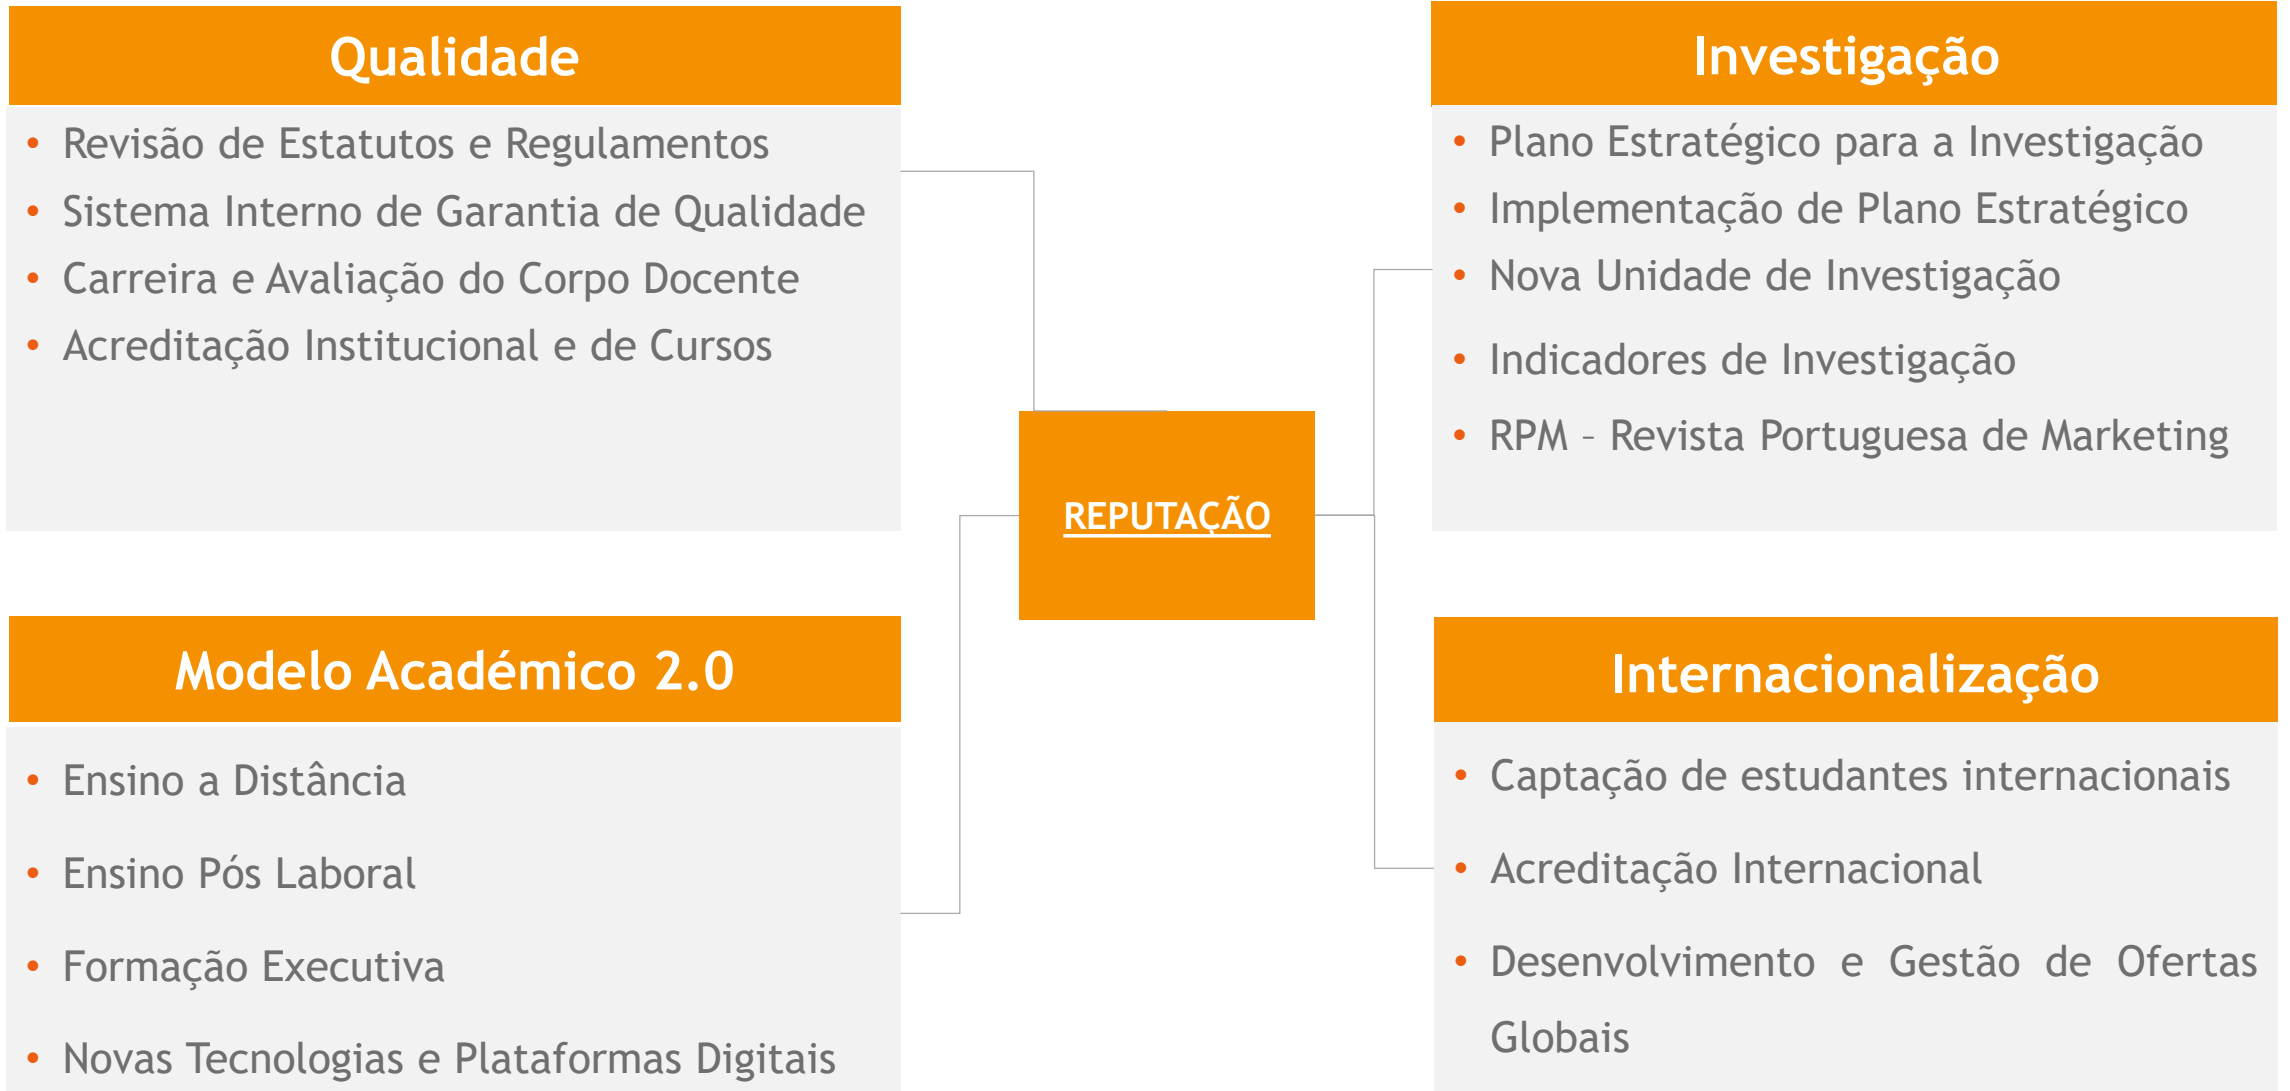 Qualidade
• Revisão de Estatutos e Regulamentos
• Sistema Interno de Garantia de Qualidade
• Carreira e Avaliação do Corpo Docente
• Acreditação Institucional e de Cursos
Investigação
• Plano Estratégico para a Investigação
• Implementação de Plano Estratégico
• Nova Unidade de Investigação
• Indicadores de Investigação
• RPM – Revista Portuguesa de Marketing
REPUTAÇÃO
Modelo Académico 2.0
• Ensino a Distância
• Ensino Pós Laboral
• Formação Executiva
• Novas Tecnologias e Plataformas Digitais
Internacionalização
• Captação de estudantes internacionais
• Acreditação Internacional
• Desenvolvimento e Gestão de Ofertas
Globais